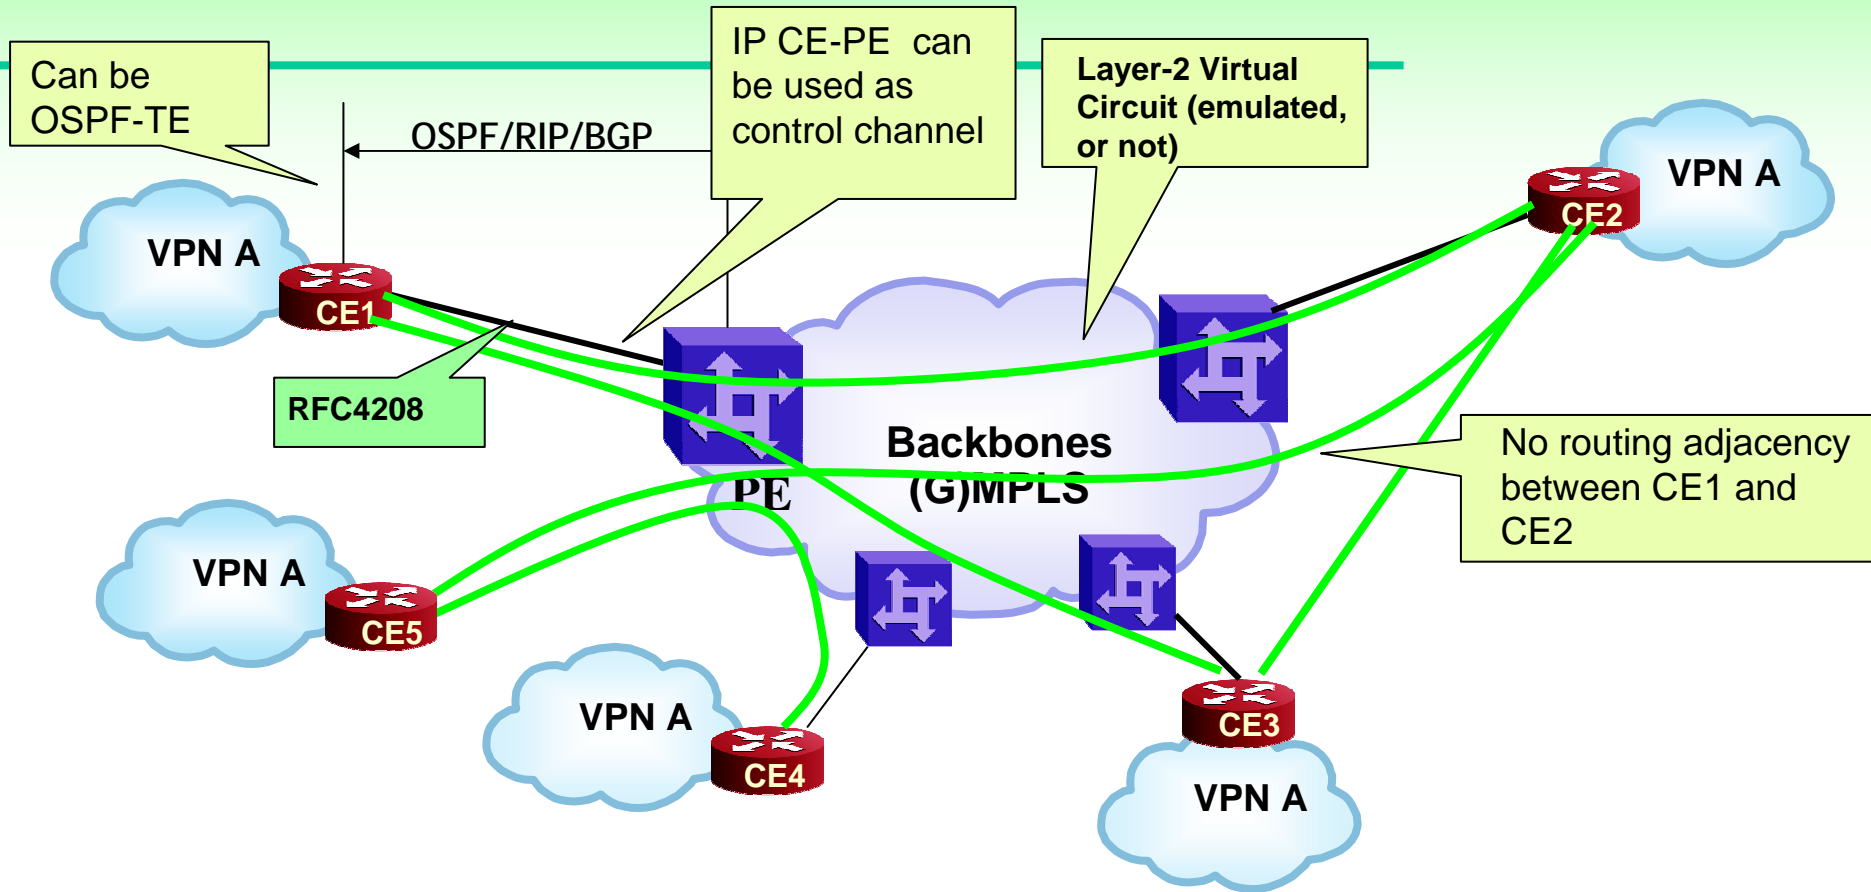 Can be
OSPF-TE
OSPF/RIP/BGP
IP CE-PE can
be used as
control channel
Layer-2 Virtual
Circuit (emulated,
or not)
VPN A
CE2
VPN A
CE1
RFC4208
Backbones
(G)MPLS
PE
No routing adjacency
between CE1 and
CE2
VPN A
CE5
VPN A
CE4
CE3
VPN A